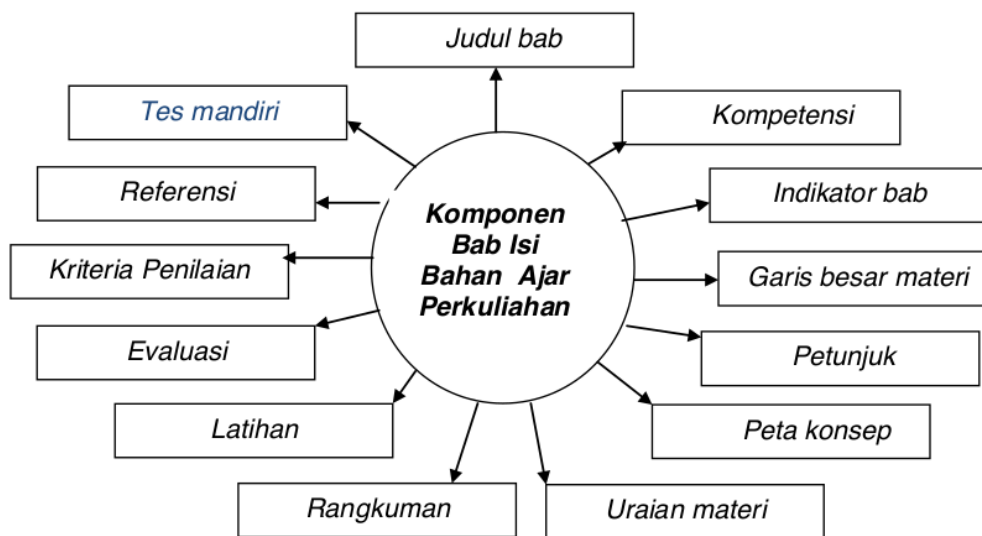 Judul bab
Tes mandiri
Kompetensi
Referensi
Indikator bab
Komponen
Bab Isi
Bahan Ajar
Perkuliahan
Kriteria Penilaian
Garis besar materi
Evaluasi
Petunjuk
Latihan
Peta konsep
Rangkuman
Uraian materi